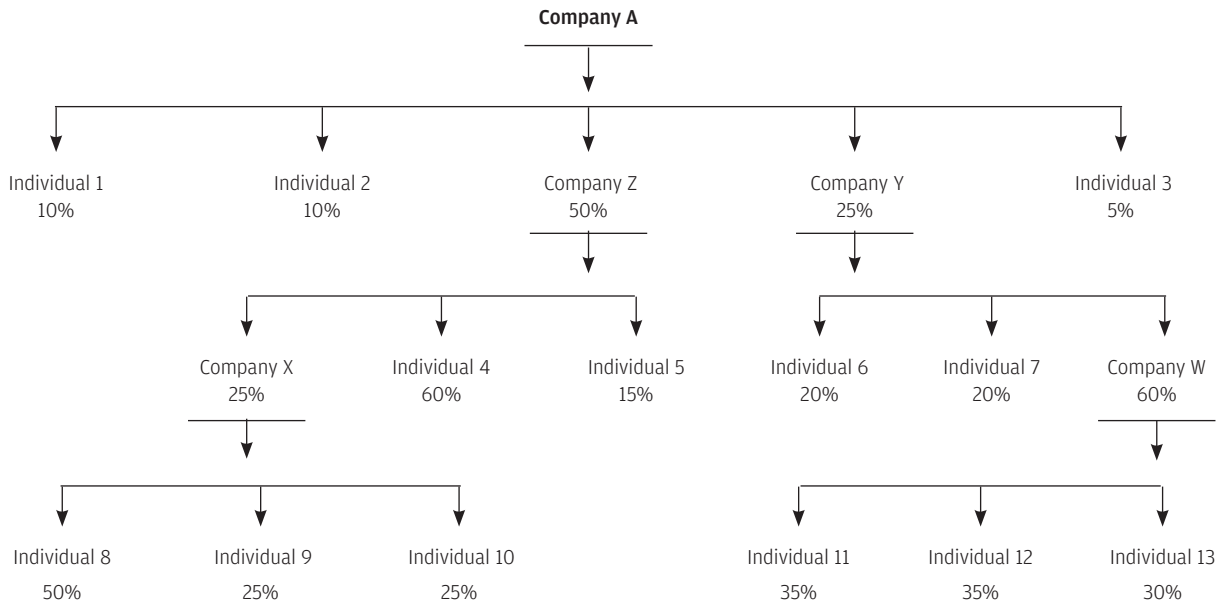 Company A
Individual 1
10%
Individual 2
10%
Company Z
50%
Company Y
25%
Individual 3
5%
Company X
25%
Individual 4
60%
Individual 5
15%
Individual 6
20%
Individual 7
20%
Company W
60%
Individual 8
50%
Individual 9
25%
Individual 10
25%
Individual 11
35%
Individual 12
35%
Individual 13
30%